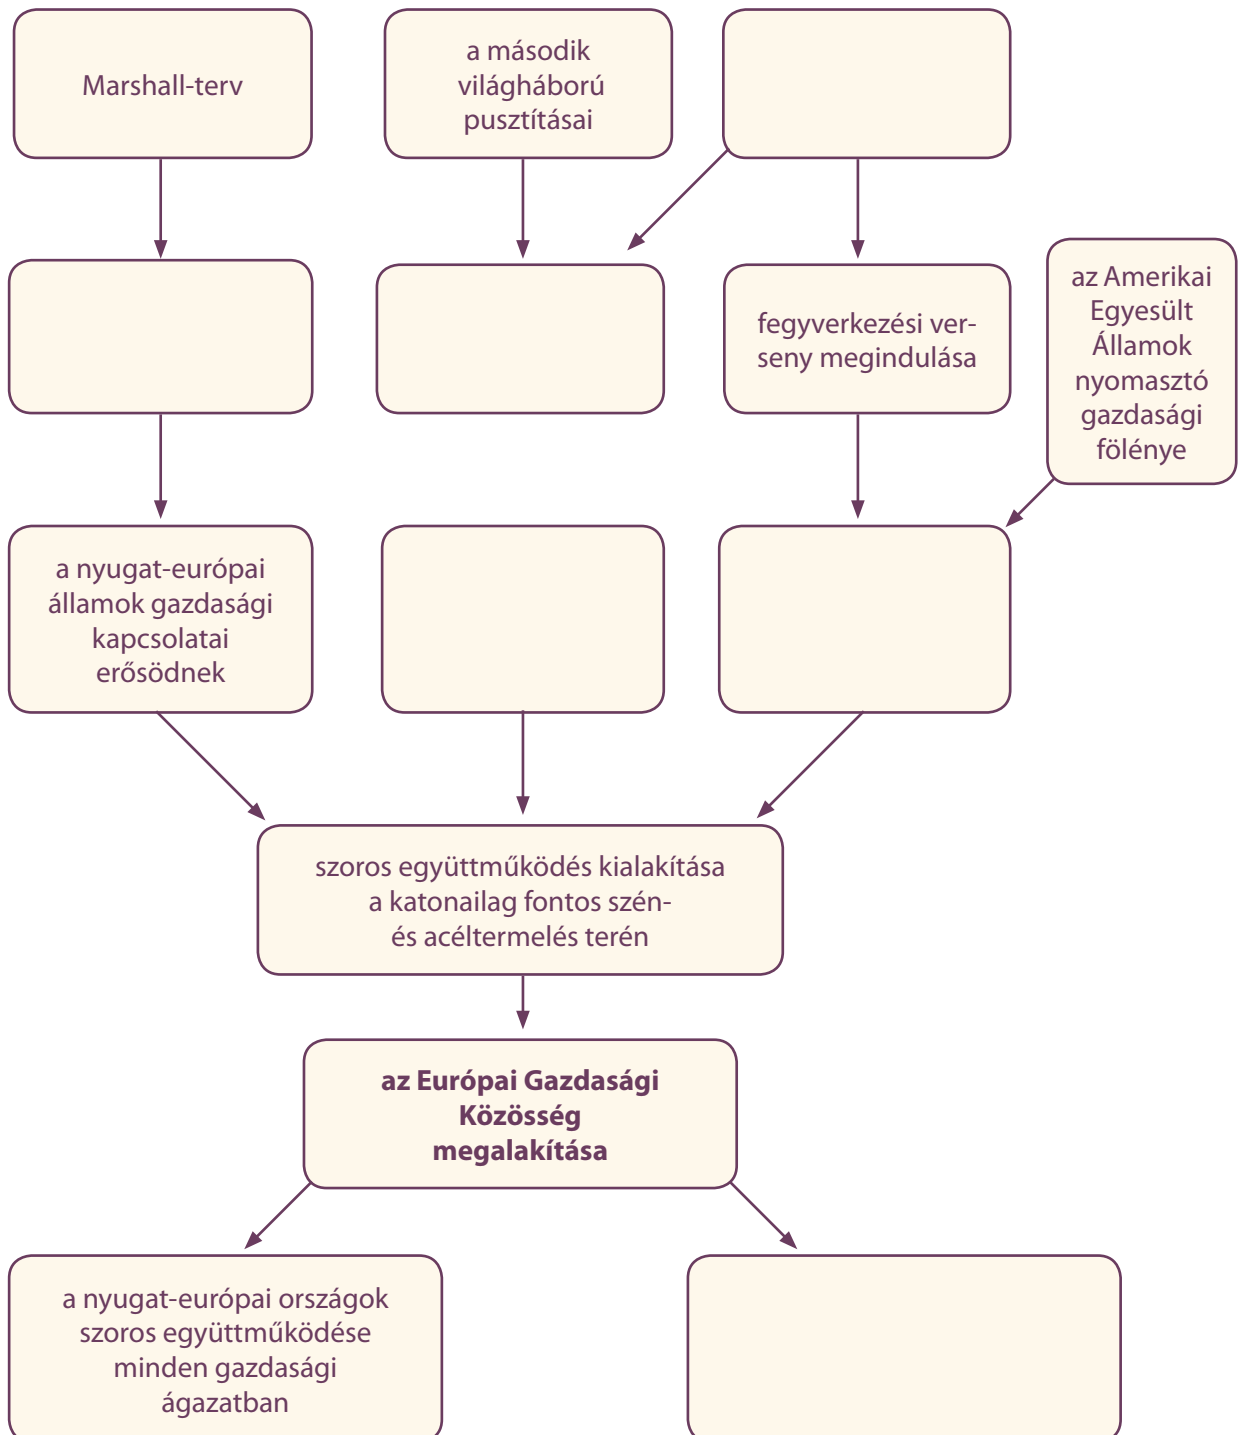 Marshall-terv
a második
világháború
pusztításai
fegyverkezési ver-
seny megindulása
az Amerikai
Egyesült
Államok
nyomasztó
gazdasági
fölénye
a nyugat-európai
államok gazdasági
kapcsolatai
erősödnek
szoros együttműködés kialakítása
a katonailag fontos szén-
és acéltermelés terén
az Európai Gazdasági
Közösség
megalakítása
a nyugat-európai országok
szoros együttműködése
minden gazdasági
ágazatban